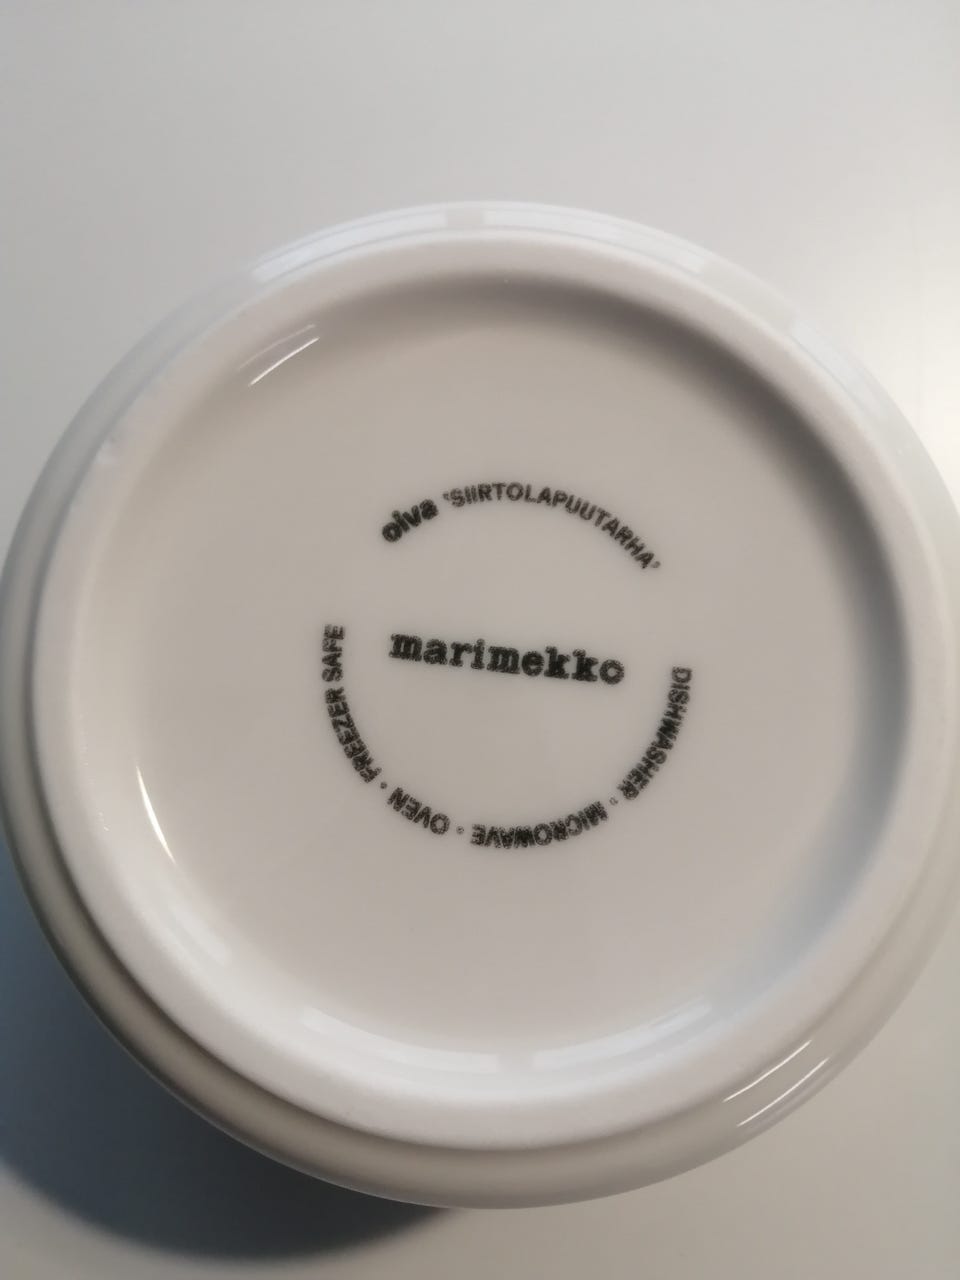 oiva 'SIIRTOLAPUUTARHA'
marimekko
DISHWASHER · MICROWAVE · OVEN · FREEZER SAFE